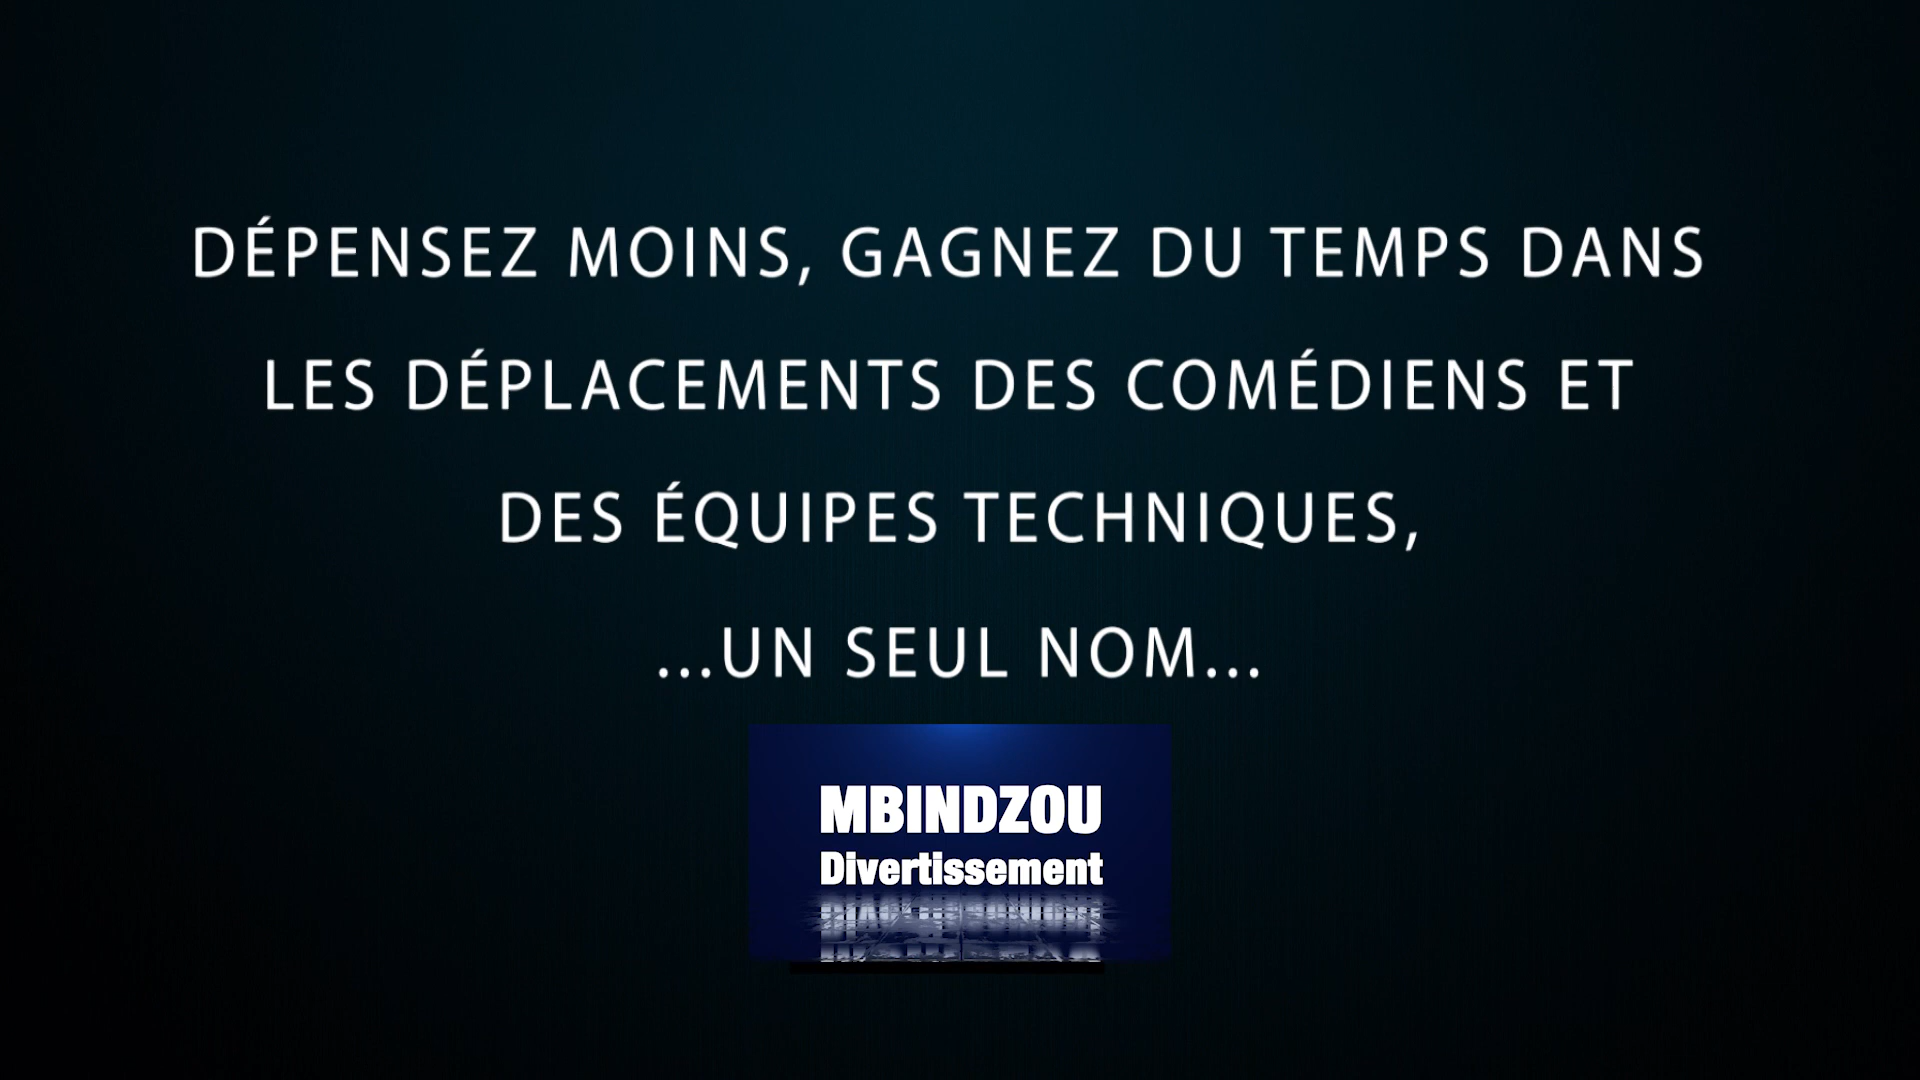 DÉPENSEZ MOINS, GAGNEZ DU TEMPS DANS
LES DÉPLACEMENTS DES COMÉDIENS ET
DES ÉQUIPES TECHNIQUES,
...UN SEUL NOM...
MBINDZOU
Divertissement